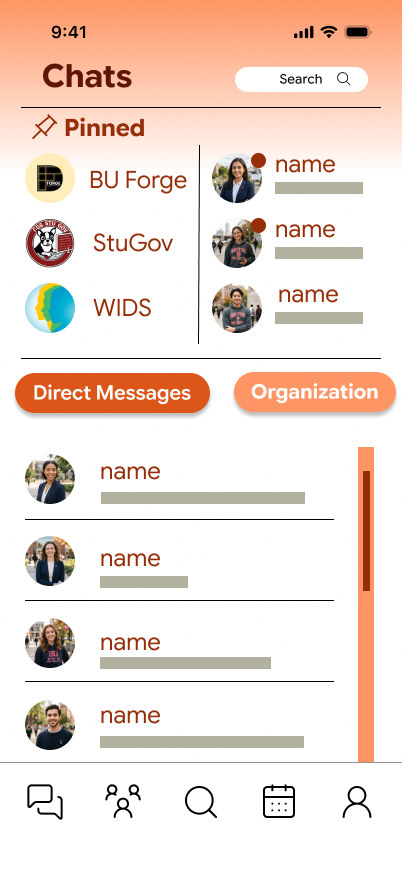 9:41
Chats
Search
Pinned
BU Forge
name
FORGE
StuGov
name
WIDS
name
Direct Messages
Organization
name
name
name
name